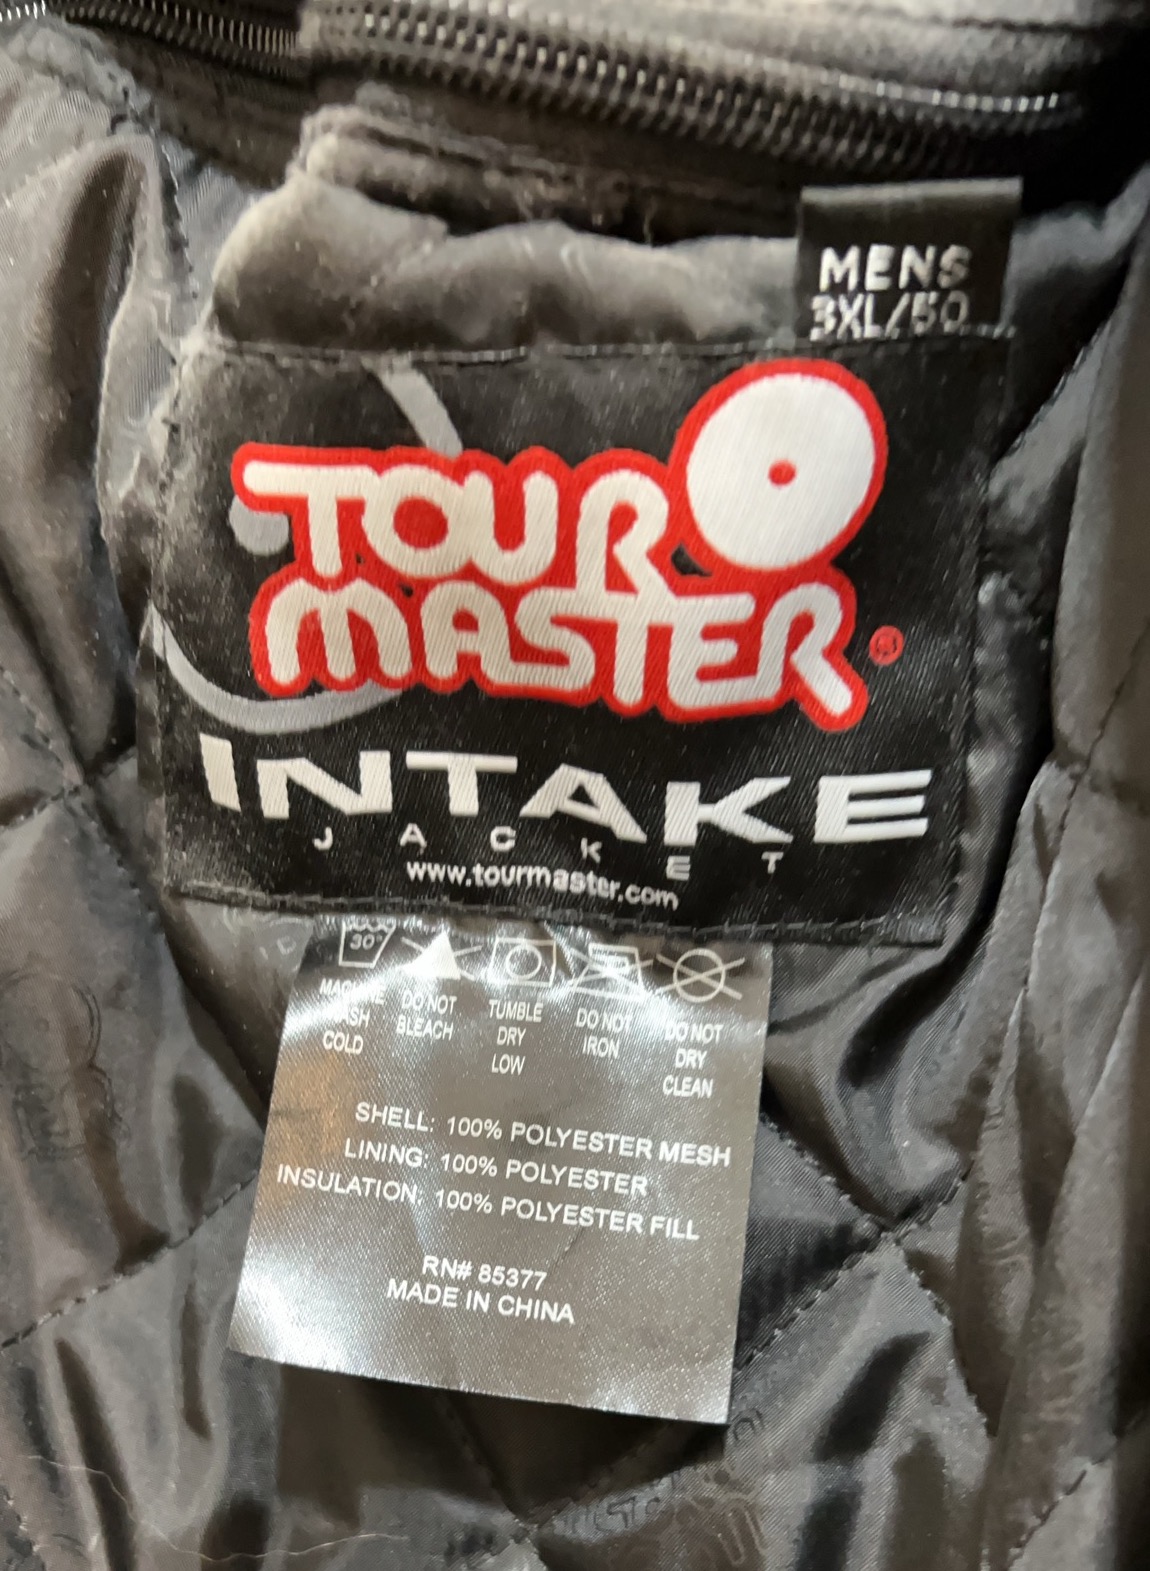 MENS
3XL/50
TOUR
MASTER®
INTAKE
JACKET
www.tourmaster.com
30°
MACHINE WASH COLD
DO NOT BLEACH
TUMBLE DRY LOW
DO NOT IRON
DO NOT DRY CLEAN
SHELL: 100% POLYESTER MESH
LINING: 100% POLYESTER
INSULATION: 100% POLYESTER FILL
RN# 85377
MADE IN CHINA